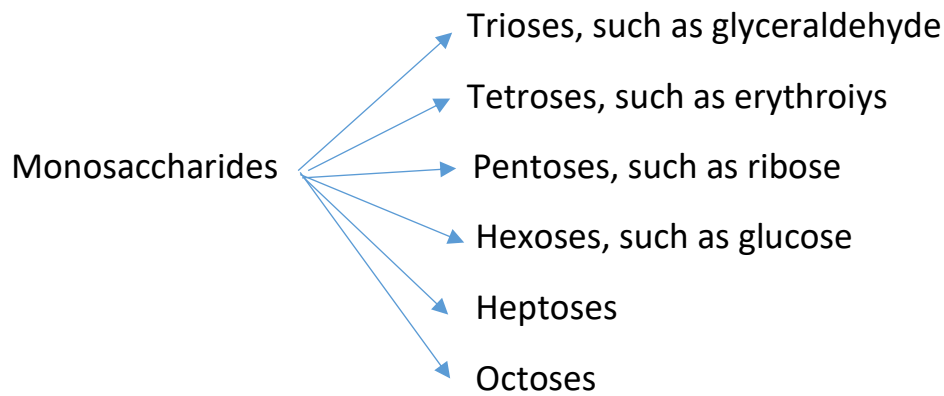 Trioses, such as glyceraldehyde
Tetroses, such as erythroiys
Monosaccharides
Pentoses, such as ribose
Hexoses, such as glucose
Heptoses
Octoses